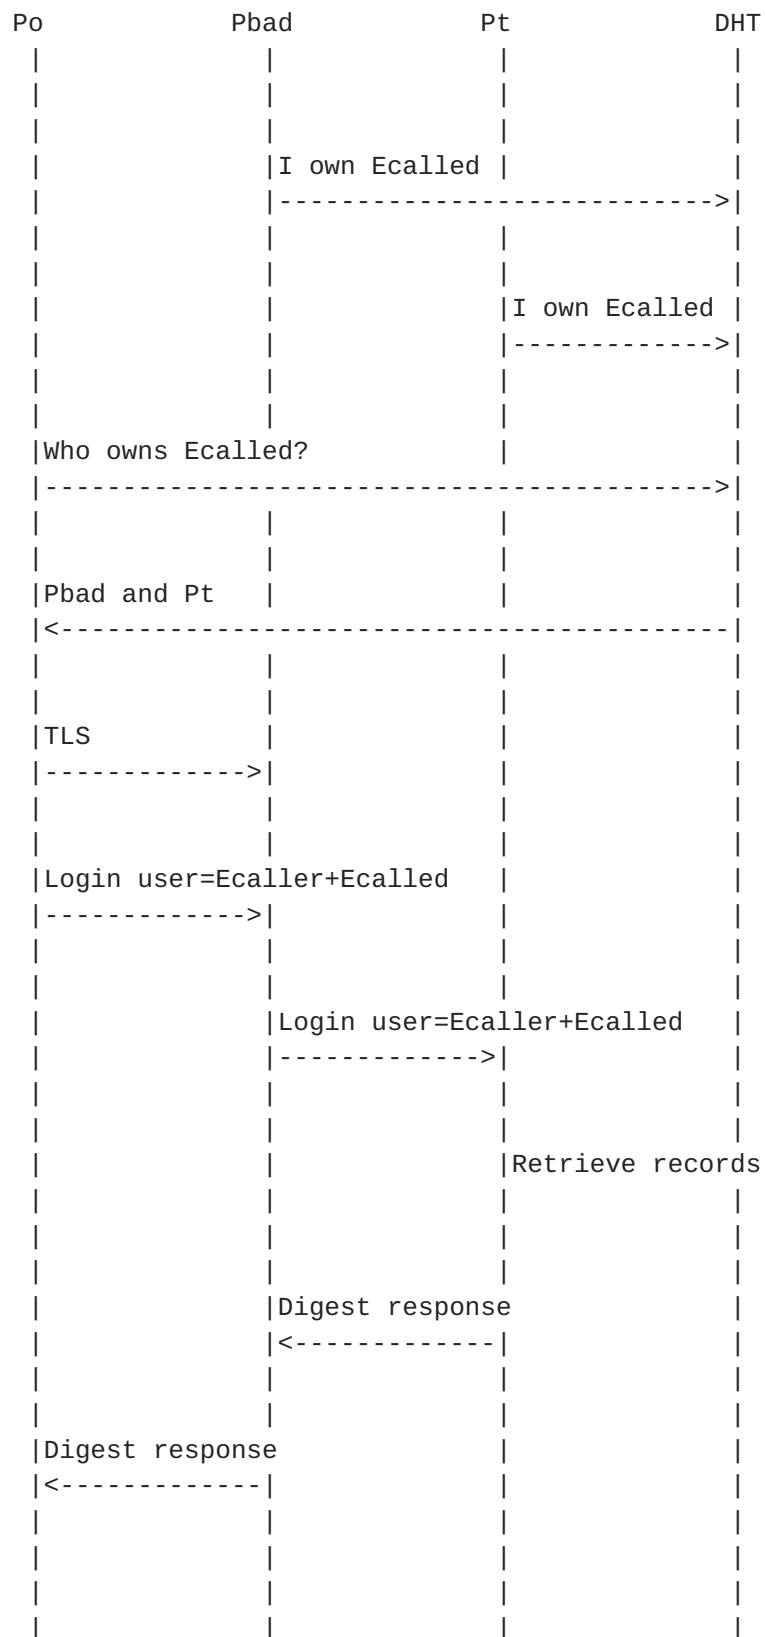 Po Pbad Pt DHT
I own Ecalled
I own Ecalled
Who owns Ecalled?
Pbad and Pt
TLS
Login user=Ecaller+Ecalled
Login user=Ecaller+Ecalled
Retrieve records
Digest response
Digest response